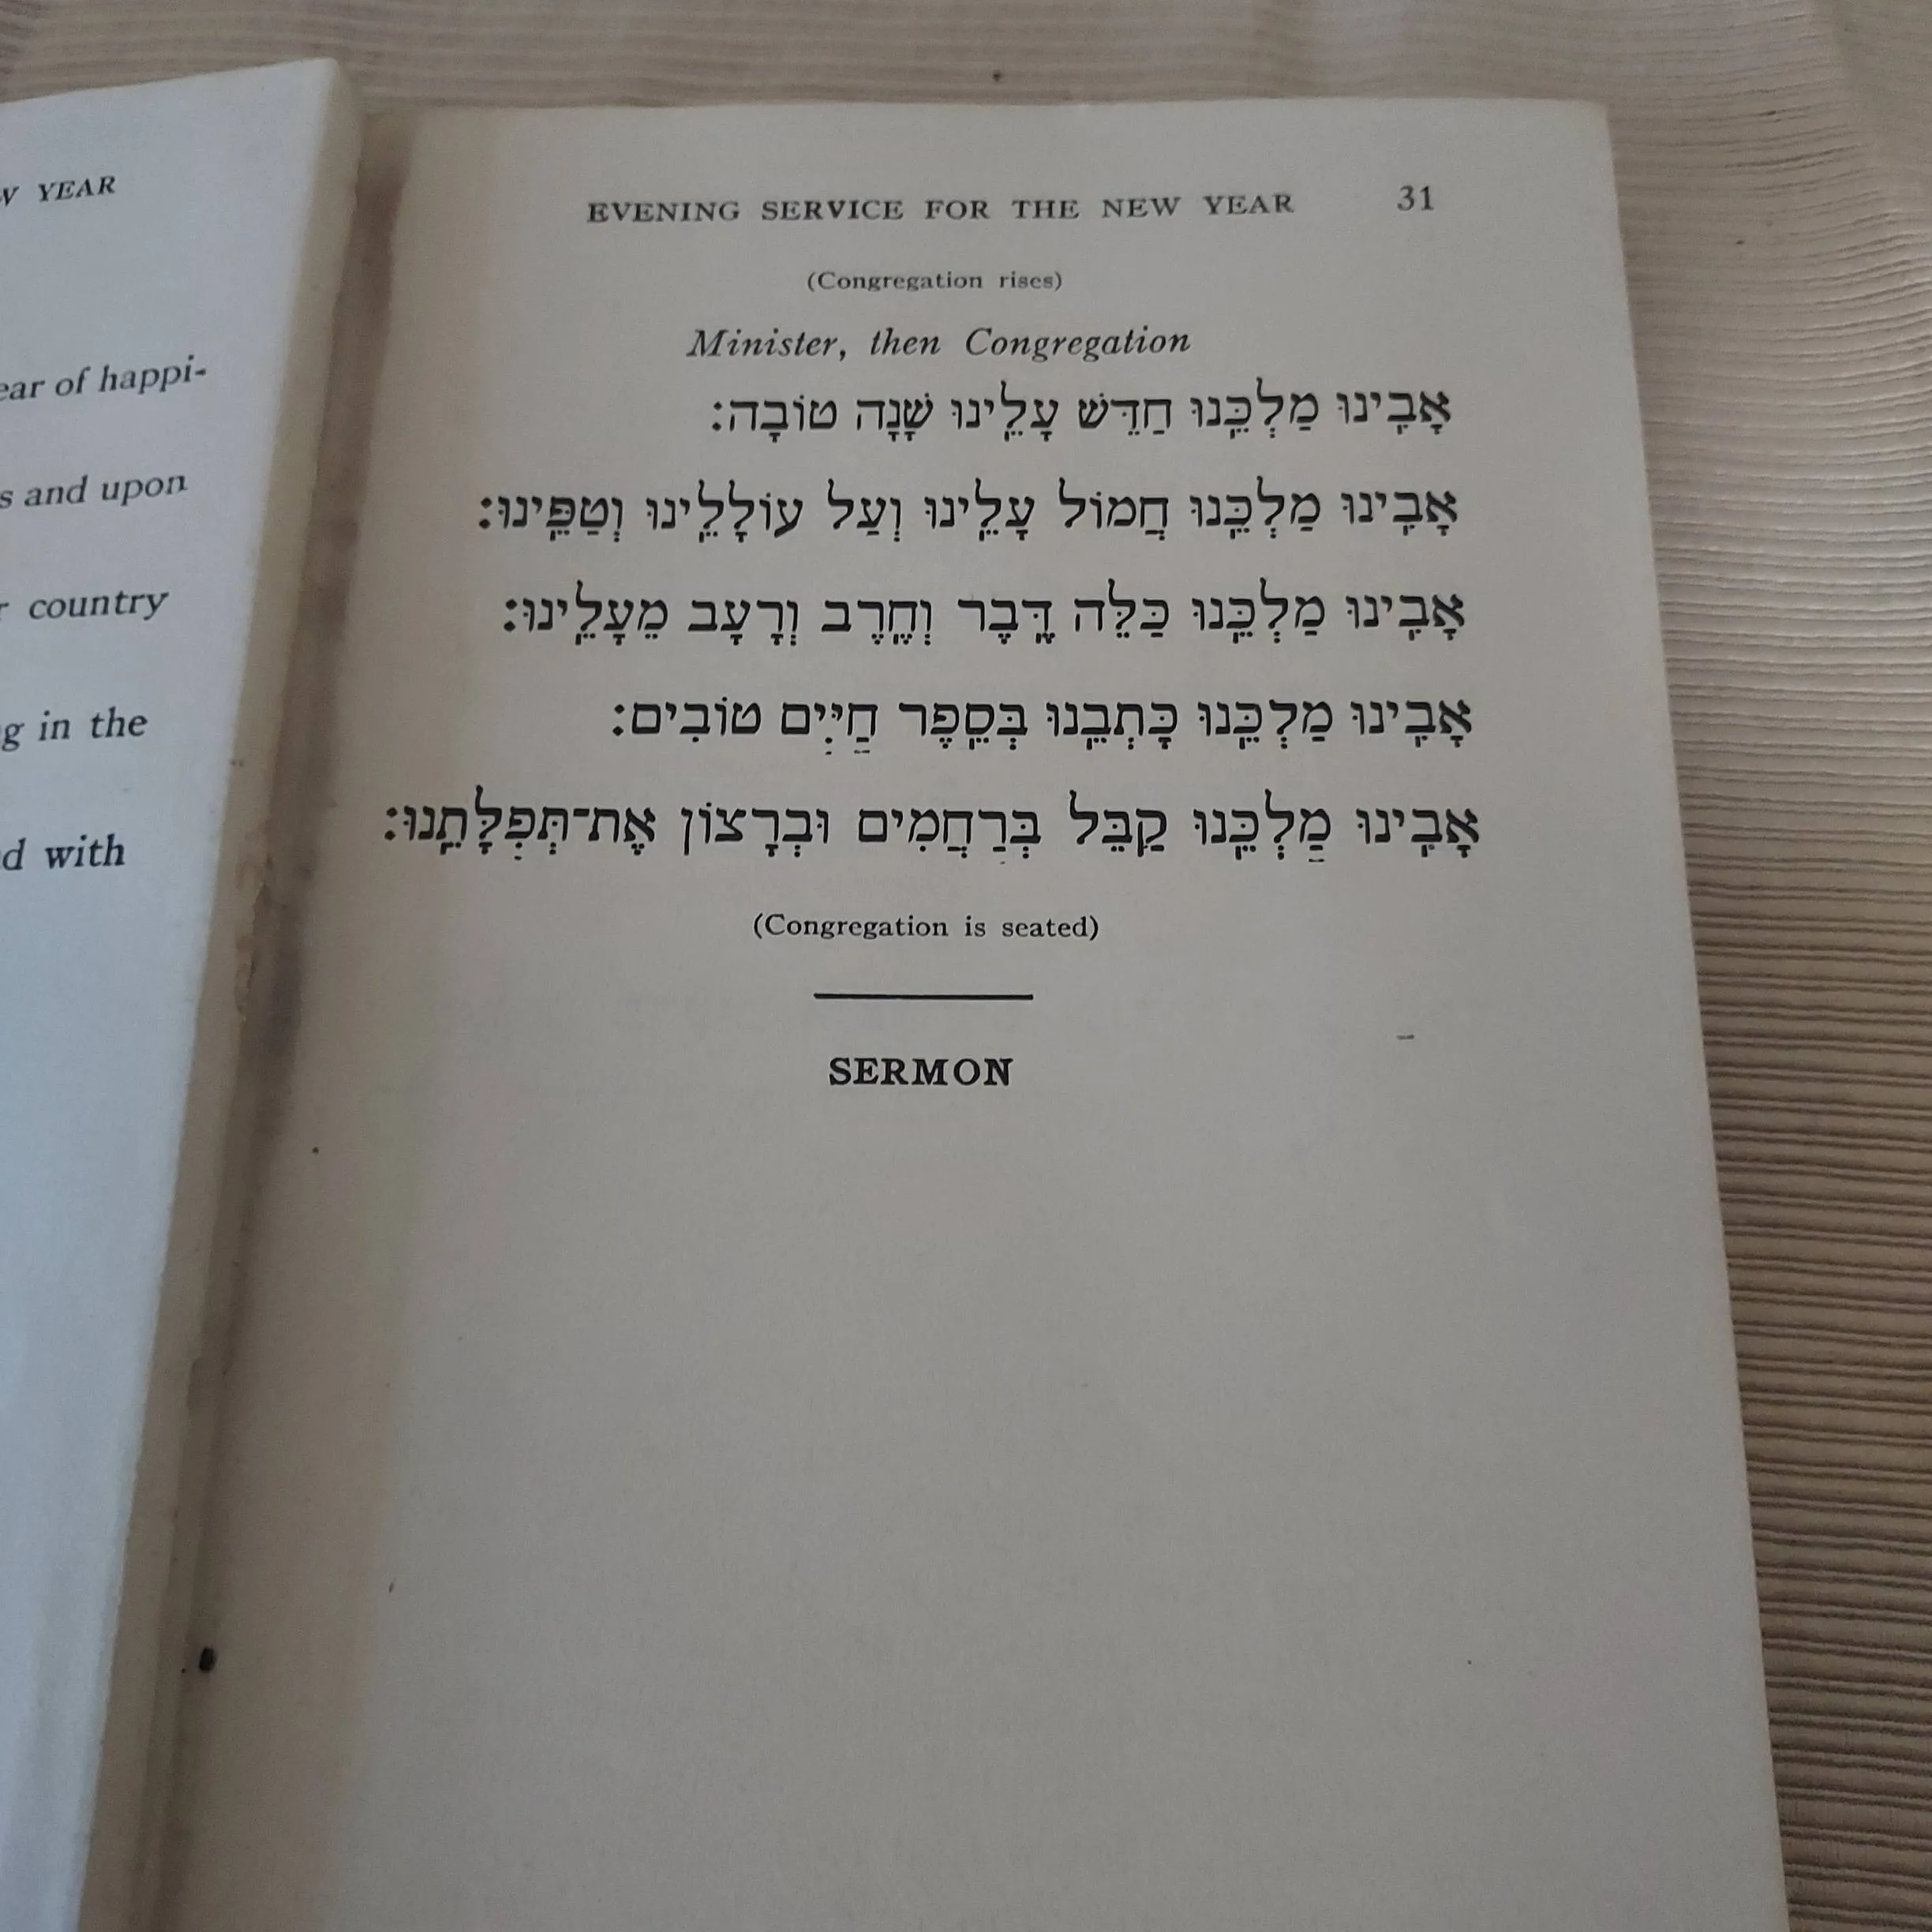 W YEAR
ear of happi-
s and upon
r country
g in the
d with
EVENING SERVICE FOR THE NEW YEAR 31
(Congregation rises)
Minister, then Congregation
אָבִֽינוּ מַלְכֵּֽנוּ חַדֵּשׁ עָלֵֽינוּ שָׁנָה טוֹבָה:
אָבִֽינוּ מַלְכֵּֽנוּ חֲמוֹל עָלֵֽינוּ וְעַל עוֹלָלֵֽינוּ וְטַפֵּֽינוּ:
אָבִֽינוּ מַלְכֵּֽנוּ כַּלֵּה דֶּֽבֶר וְחֶֽרֶב וְרָעָב מֵעָלֵֽינוּ:
אָבִֽינוּ מַלְכֵּֽנוּ כָּתְבֵֽנוּ בְּסֵֽפֶר חַיִּים טוֹבִים:
אָבִֽינוּ מַלְכֵּֽנוּ קַבֵּל בְּרַחֲמִים וּבְרָצוֹן אֶת־תְּפִלָּתֵֽנוּ:
(Congregation is seated)
SERMON